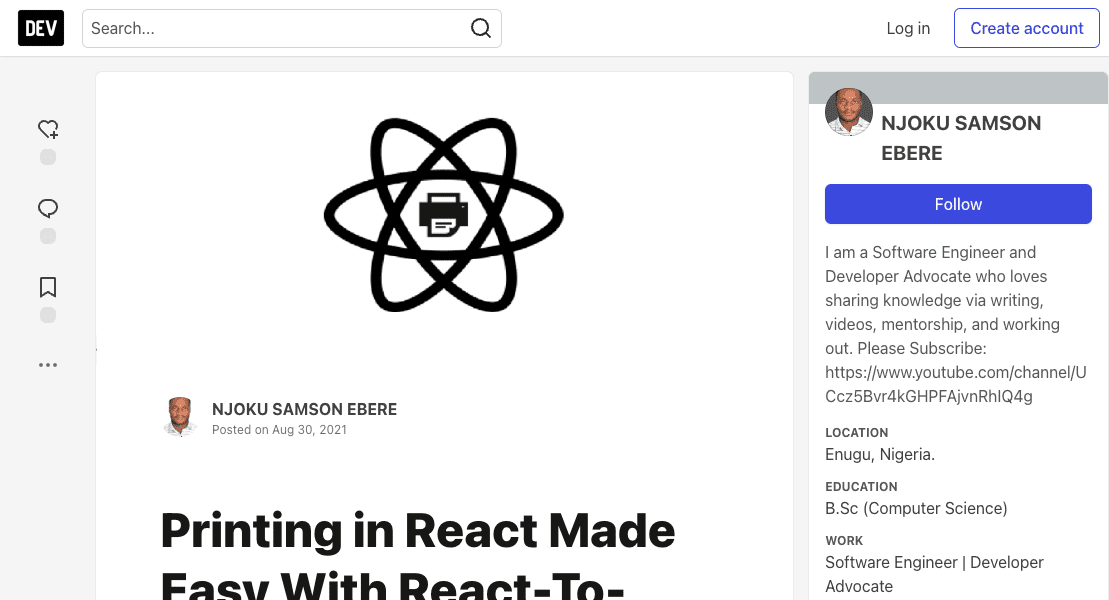 DEV
Search...
Log in
Create account
NJOKU SAMSON EBERE
Posted on Aug 30, 2021
Printing in React Made
Easy With React-To-
NJOKU SAMSON
EBERE
Follow
I am a Software Engineer and
Developer Advocate who loves
sharing knowledge via writing,
videos, mentorship, and working
out. Please Subscribe:
https://www.youtube.com/channel/U
Ccz5Bvr4kGHPFAjvnRhIQ4g
LOCATION
Enugu, Nigeria.
EDUCATION
B.Sc (Computer Science)
WORK
Software Engineer | Developer
Advocate